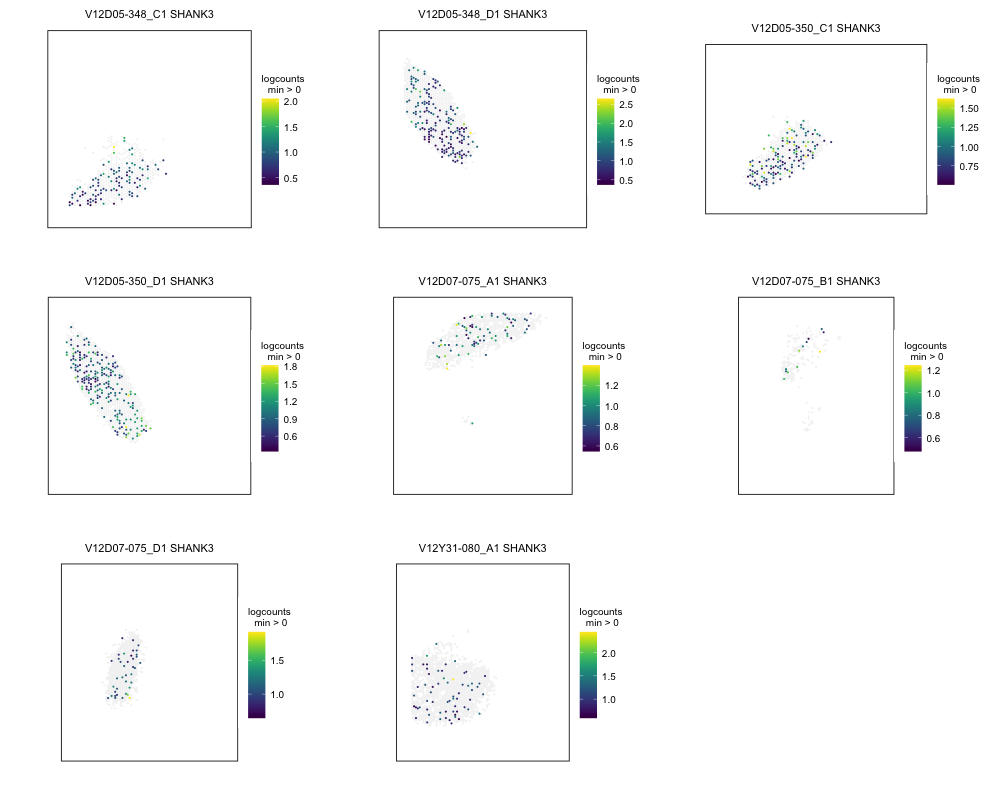 V12D05-348_C1 SHANK3
logcounts
min > 0
2.0
1.5
1.0
0.5
V12D05-348_D1 SHANK3
logcounts
min > 0
2.5
2.0
1.5
1.0
0.5
V12D05-350_C1 SHANK3
logcounts
min > 0
1.50
1.25
1.00
0.75
V12D05-350_D1 SHANK3
logcounts
min > 0
1.8
1.5
1.2
0.9
0.6
V12D07-075_A1 SHANK3
logcounts
min > 0
1.2
1.0
0.8
0.6
V12D07-075_B1 SHANK3
logcounts
min > 0
1.2
1.0
0.8
0.6
V12D07-075_D1 SHANK3
logcounts
min > 0
1.5
1.0
V12Y31-080_A1 SHANK3
logcounts
min > 0
2.0
1.5
1.0